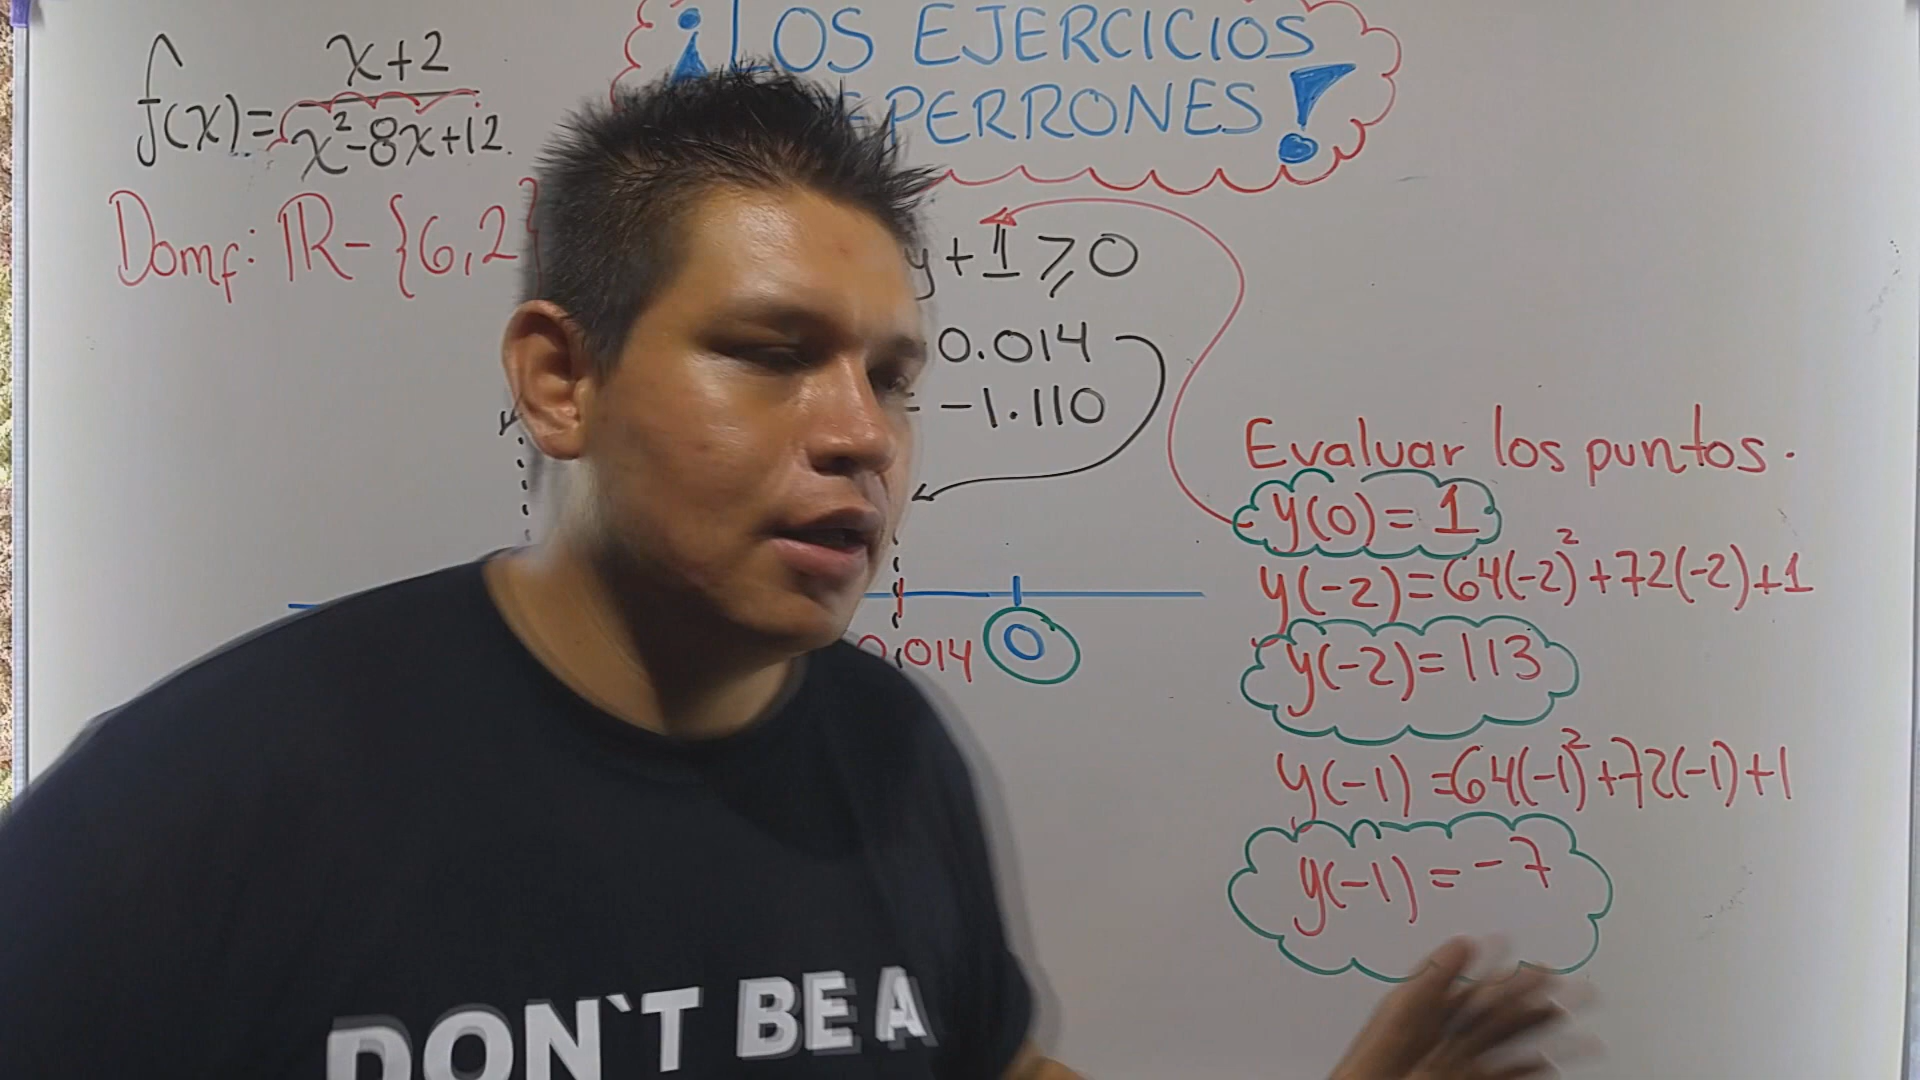 ¡LOS EJERCICIOS
PERRONES!
f(x)= x+2
x²-8x+12.
Domf: ℝ-{6,2}
y+1⩾0
0.014
= -1.110
0.014
0
Evaluar los puntos.
y(0)= 1
y(-2)=64(-2)²+72(-2)+1
y(-2)=113
y(-1)=64(-1)²+72(-1)+1
y(-1)=-7
DON`T BE A